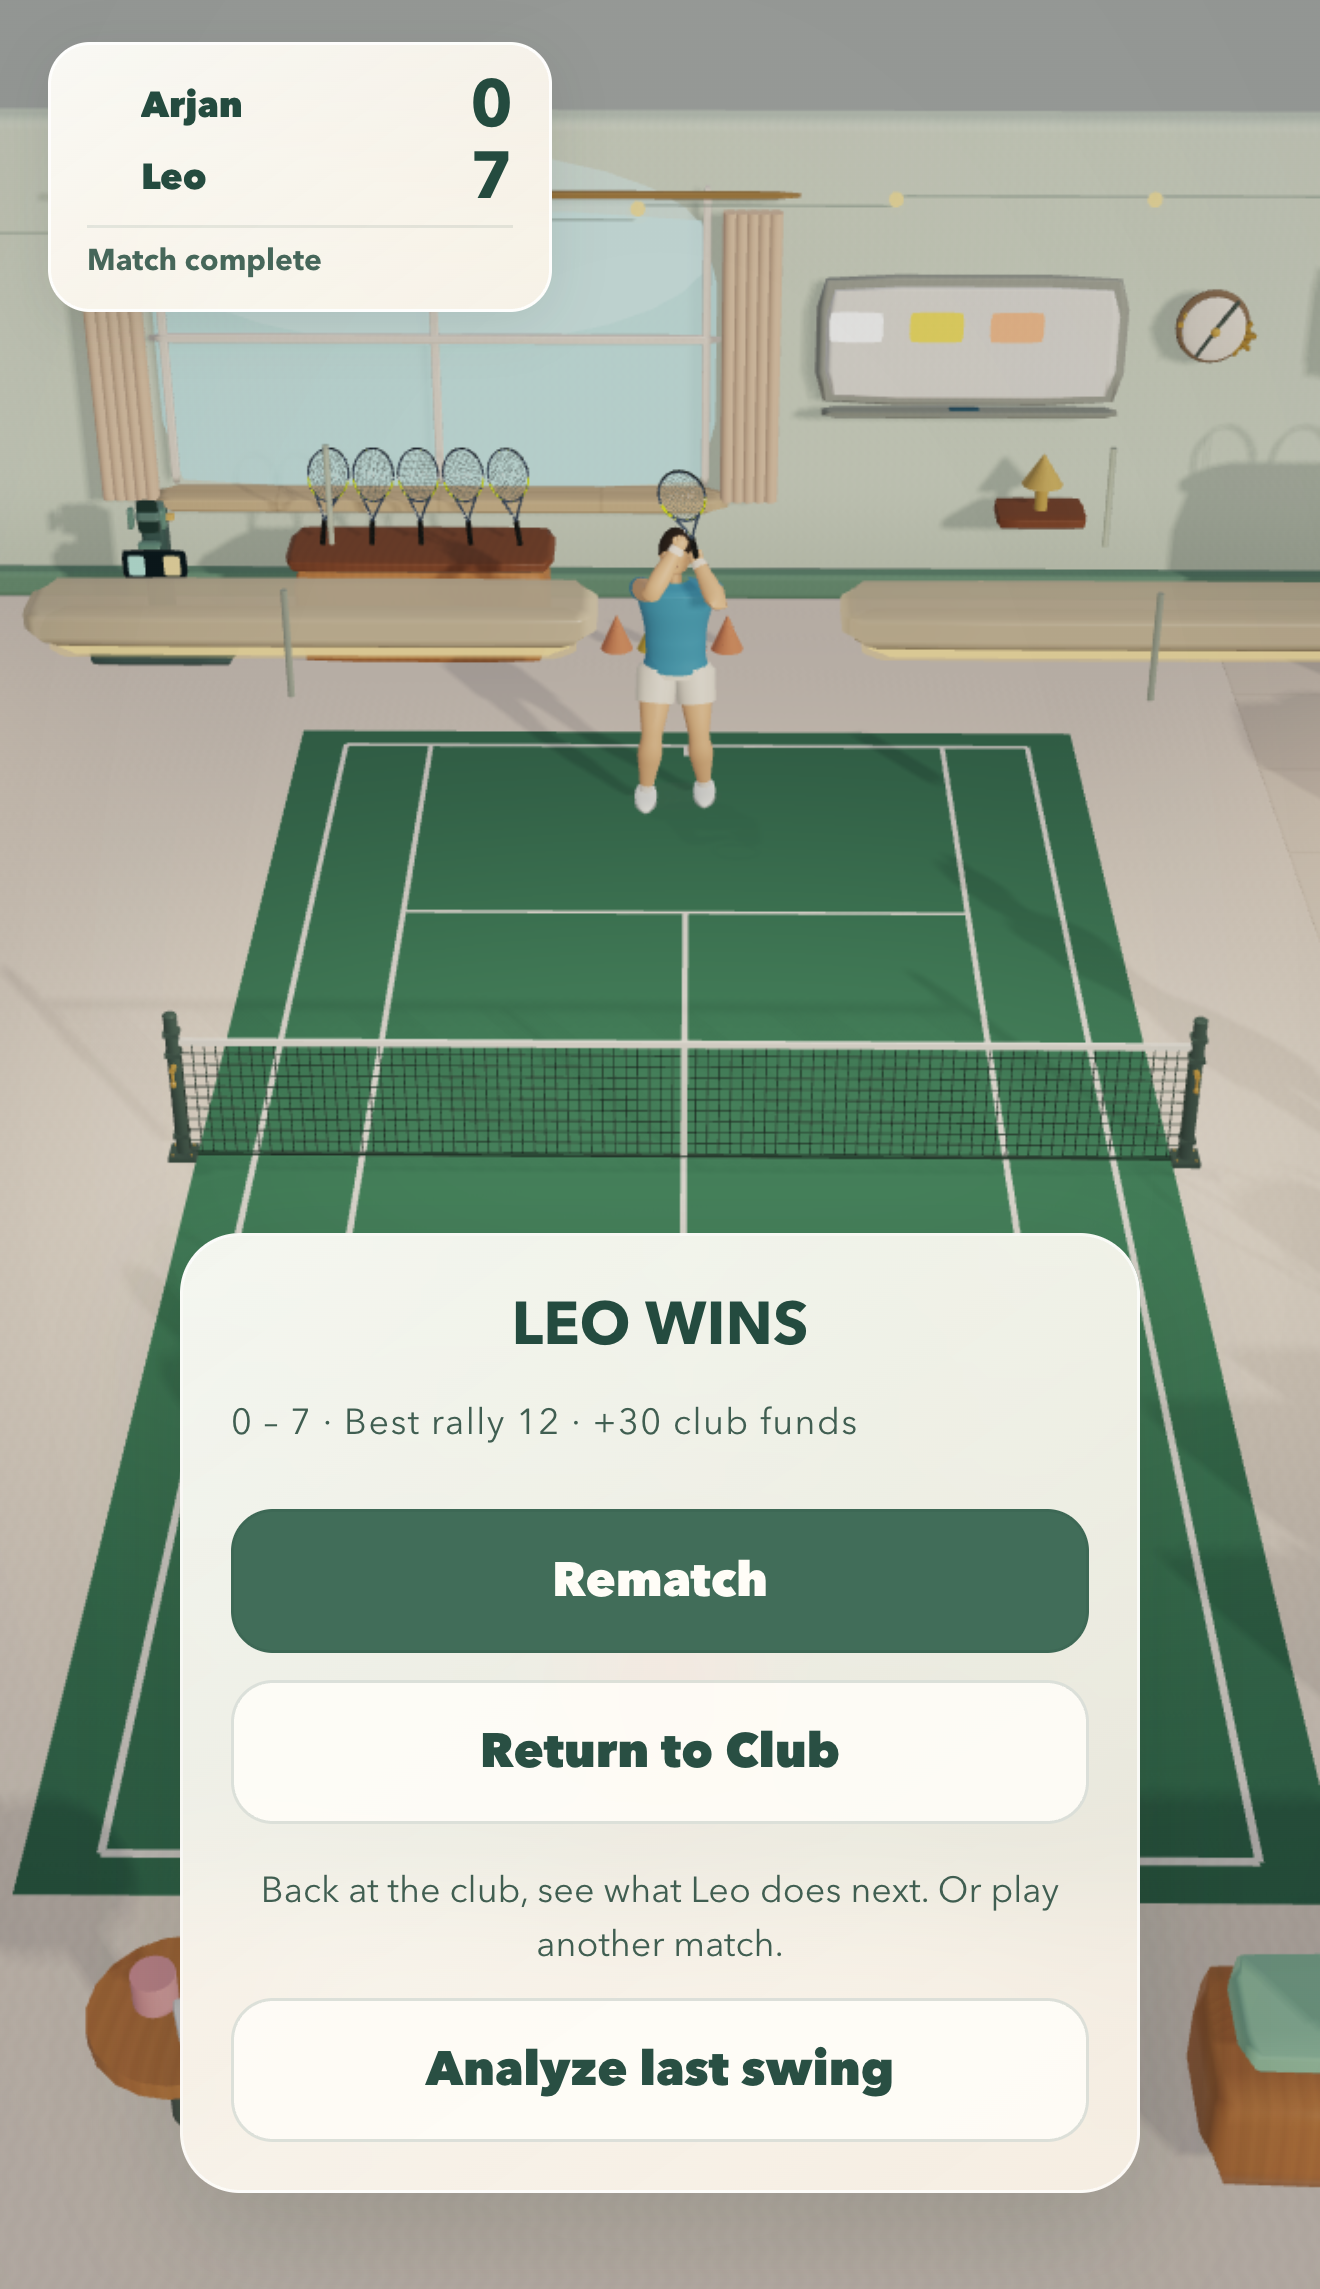 Arjan 0
Leo 7
Match complete
LEO WINS
0 – 7 · Best rally 12 · +30 club funds
Rematch
Return to Club
Back at the club, see what Leo does next. Or play
another match.
Analyze last swing